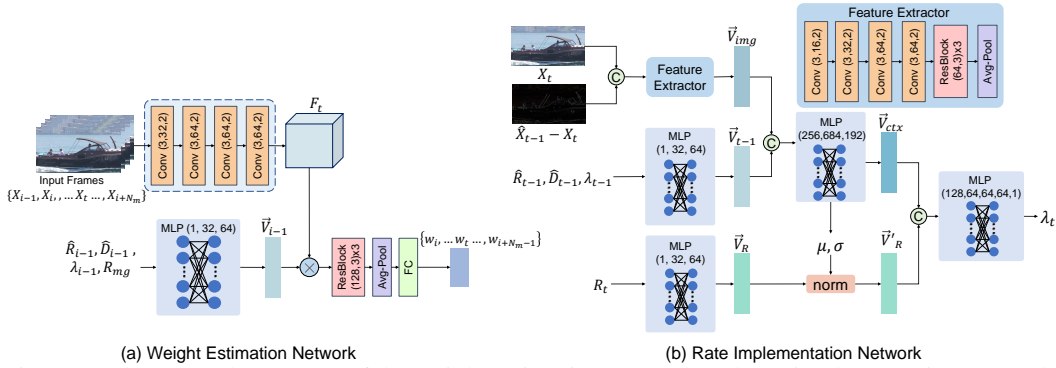 Input Frames
{X_{i-1}, X_i, , ... X_t ..., X_{i+N_m}}
Conv (3,32,2)
Conv (3,64,2)
Conv (3,64,2)
Conv (3,64,2)
F_t
R̂_{i-1}, D̂_{i-1} ,
λ_{i-1}, R_{mg}
MLP (1, 32, 64)
V⃗_{i-1}
×
ResBlock
(128,3)x3
Avg-Pool
FC
{w_i, ... w_t ..., w_{i+N_m-1}}
(a) Weight Estimation Network
X_t
X̂_{t-1} − X_t
C
Feature
Extractor
V⃗_{img}
Feature Extractor
Conv (3,16,2)
Conv (3,32,2)
Conv (3,64,2)
Conv (3,64,2)
ResBlock
(64,3)x3
Avg-Pool
R̂_{t-1}, D̂_{t-1}, λ_{t-1}
MLP
(1, 32, 64)
V⃗_{t-1}
C
MLP
(256,684,192)
V⃗_{ctx}
μ, σ
R_t
MLP
(1, 32, 64)
V⃗_R
norm
V⃗'_R
C
MLP
(128,64,64,64,1)
λ_t
(b) Rate Implementation Network